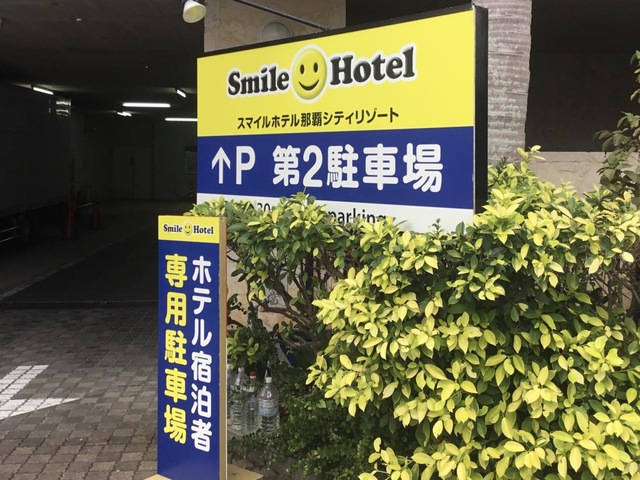 Smile Hotel
スマイルホテル那覇シティリゾート
↑P 第2駐車場
parking
Smile Hotel
ホテル宿泊者
専用駐車場